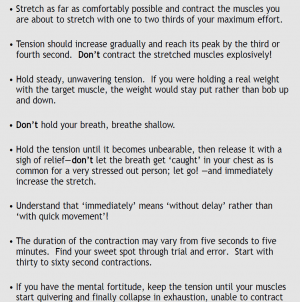 • Stretch as far as comfortably possible and contract the muscles you
are about to stretch with one to two thirds of your maximum effort.
• Tension should increase gradually and reach its peak by the third or
fourth second. Don't contract the stretched muscles explosively!
• Hold steady, unwavering tension. If you were holding a real weight
with the target muscle, the weight would stay put rather than bob up
and down.
• Don't hold your breath, breathe shallow.
• Hold the tension until it becomes unbearable, then release it with a
sigh of relief—don't let the breath get 'caught' in your chest as is
common for a very stressed out person; let go! —and immediately
increase the stretch.
• Understand that 'immediately' means 'without delay' rather than
'with quick movement'!
• The duration of the contraction may vary from five seconds to five
minutes. Find your sweet spot through trial and error. Start with
thirty to sixty second contractions.
• If you have the mental fortitude, keep the tension until your muscles
start quivering and finally collapse in exhaustion, unable to contract